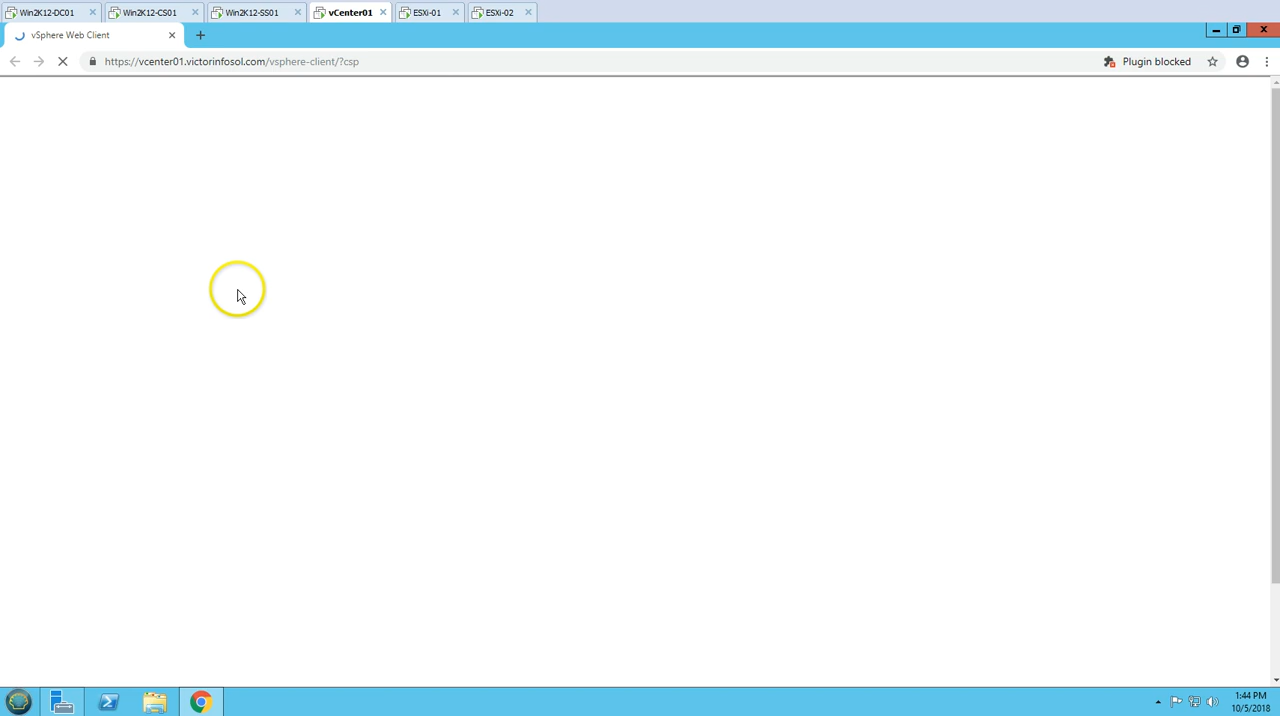 Win2K12-DC01 Win2K12-CS01 Win2K12-SS01 vCenter01 ESXi-01 ESXi-02
vSphere Web Client
https://vcenter01.victorinfosol.com/vsphere-client/?csp Plugin blocked
1:44 PM
10/5/2018